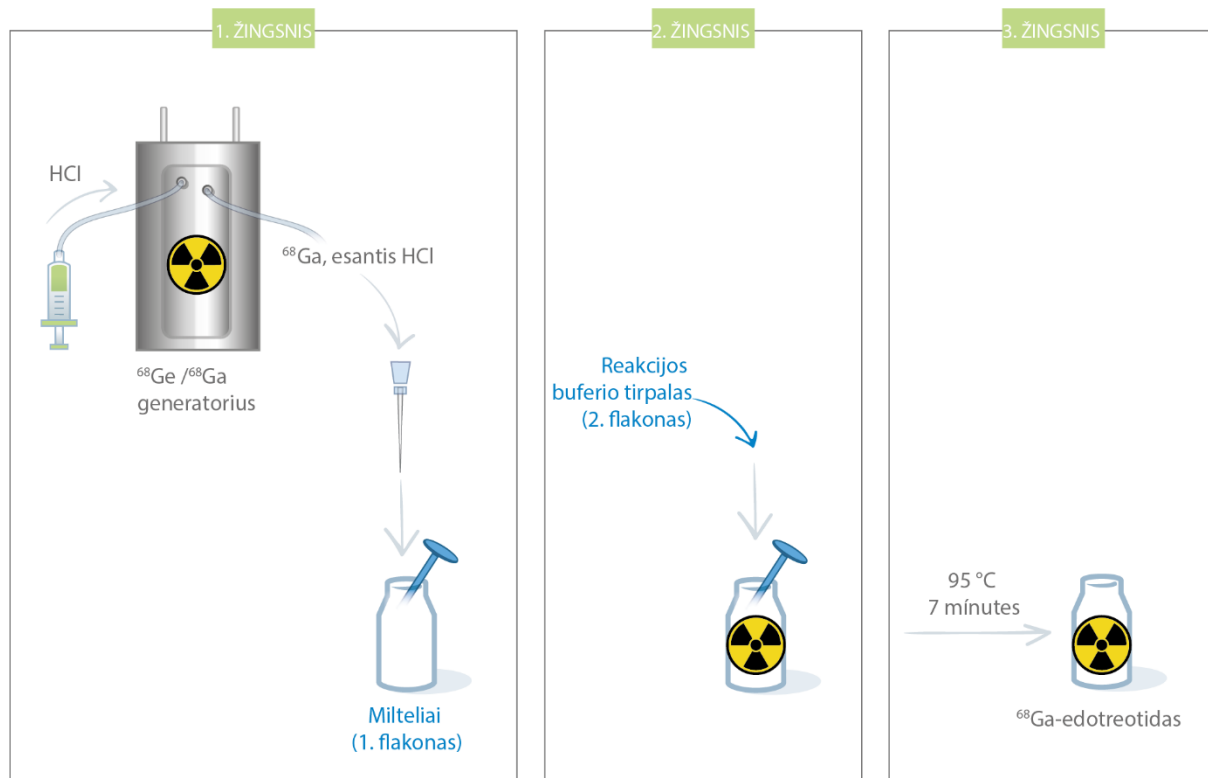 1. ŽINGSNIS
HCl
⁶⁸Ga, esantis HCl
⁶⁸Ge /⁶⁸Ga
generatorius
Milteliai
(1. flakonas)
2. ŽINGSNIS
Reakcijos
buferio tirpalas
(2. flakonas)
3. ŽINGSNIS
95 °C
7 mínutes
⁶⁸Ga-edotreotidas